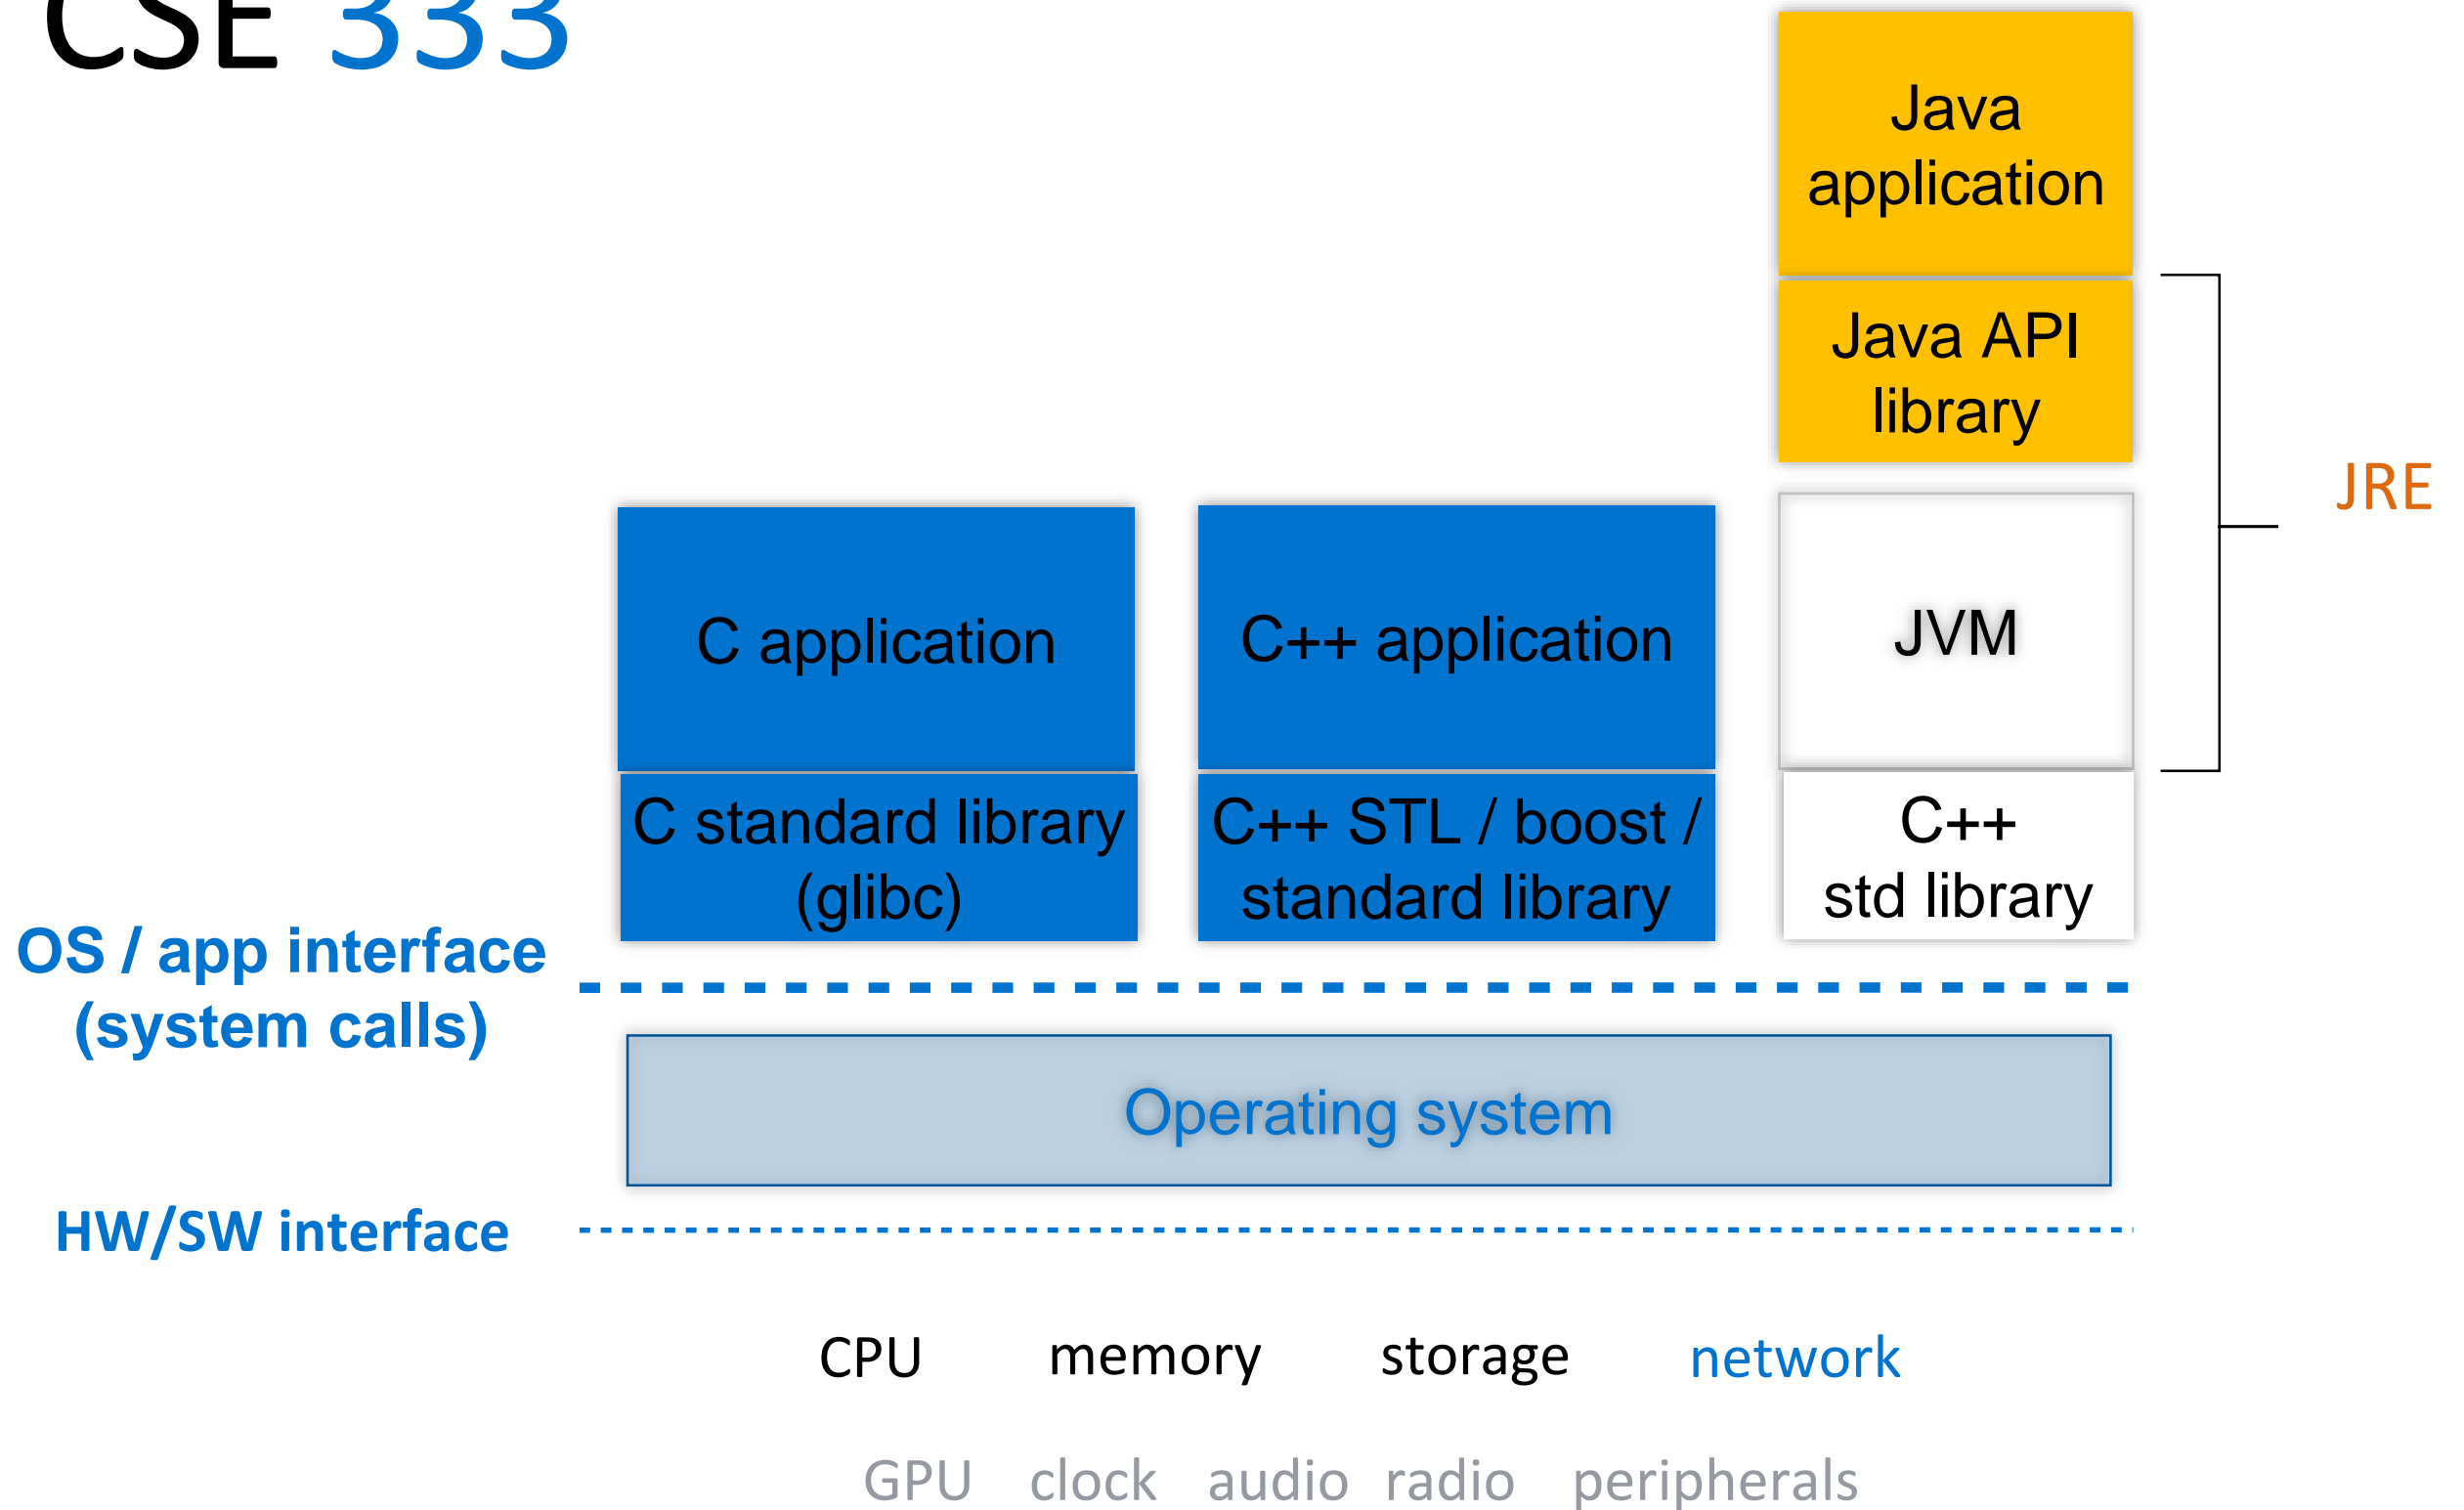 CSE 333
Java
application
Java API
library
JRE
C application
C++ application
JVM
C standard library
(glibc)
C++ STL / boost /
standard library
C++
std library
OS / app interface
(system calls)
Operating system
HW/SW interface
CPU memory storage network
GPU clock audio radio peripherals